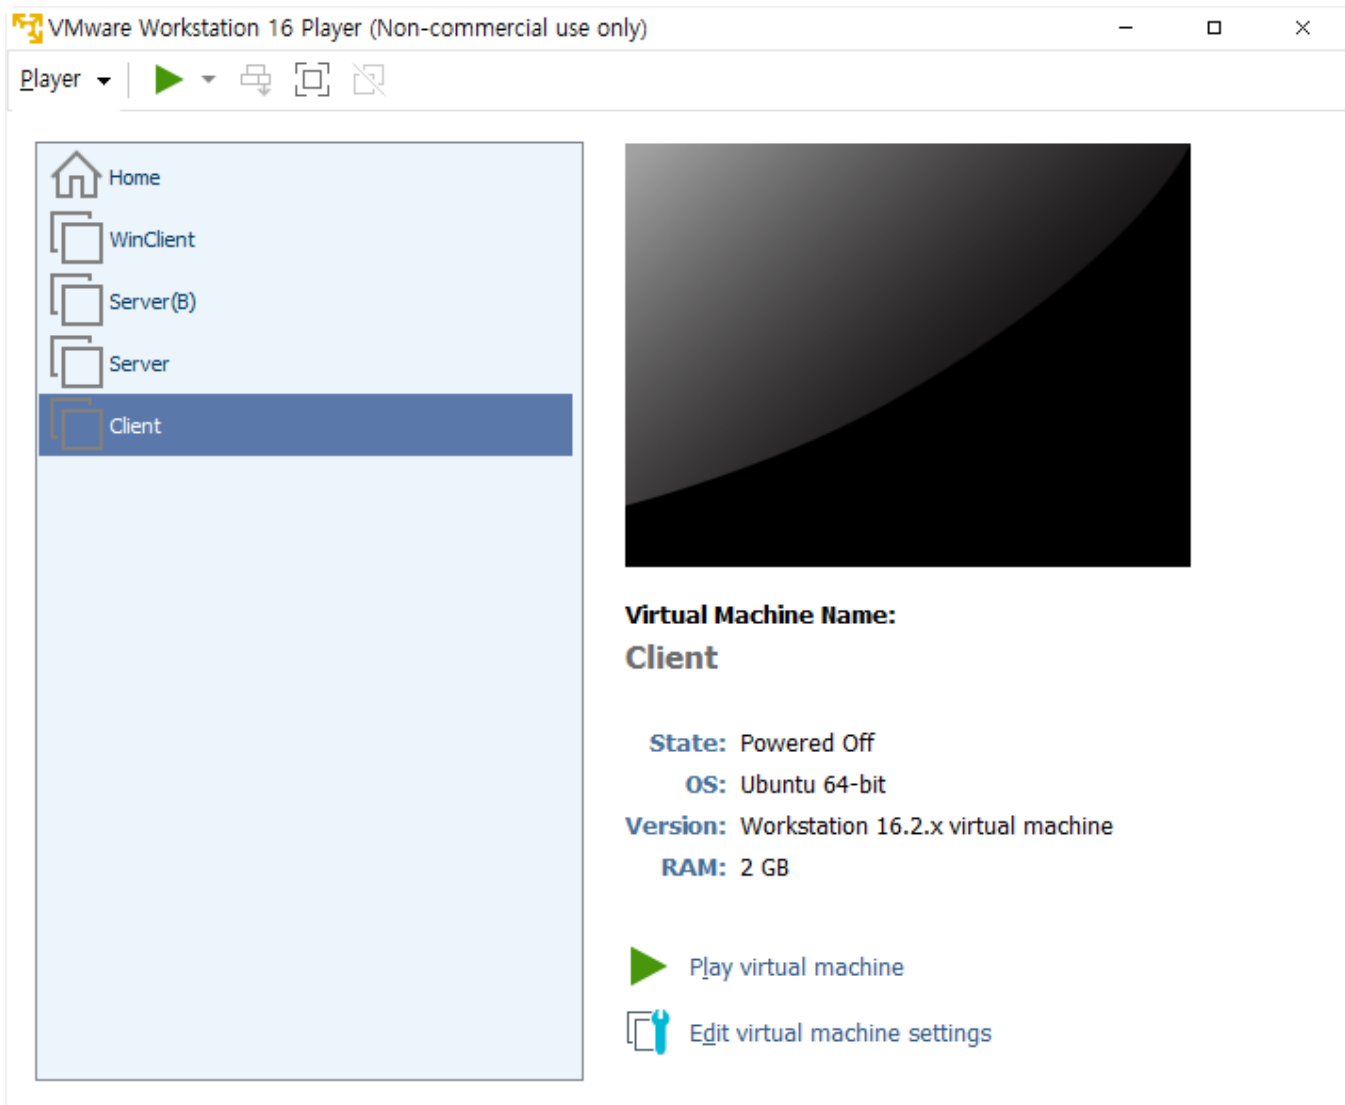 VMware Workstation 16 Player (Non-commercial use only)
Player
Home
WinClient
Server(B)
Server
Client
Virtual Machine Name:
Client
State: Powered Off
OS: Ubuntu 64-bit
Version: Workstation 16.2.x virtual machine
RAM: 2 GB
Play virtual machine
Edit virtual machine settings